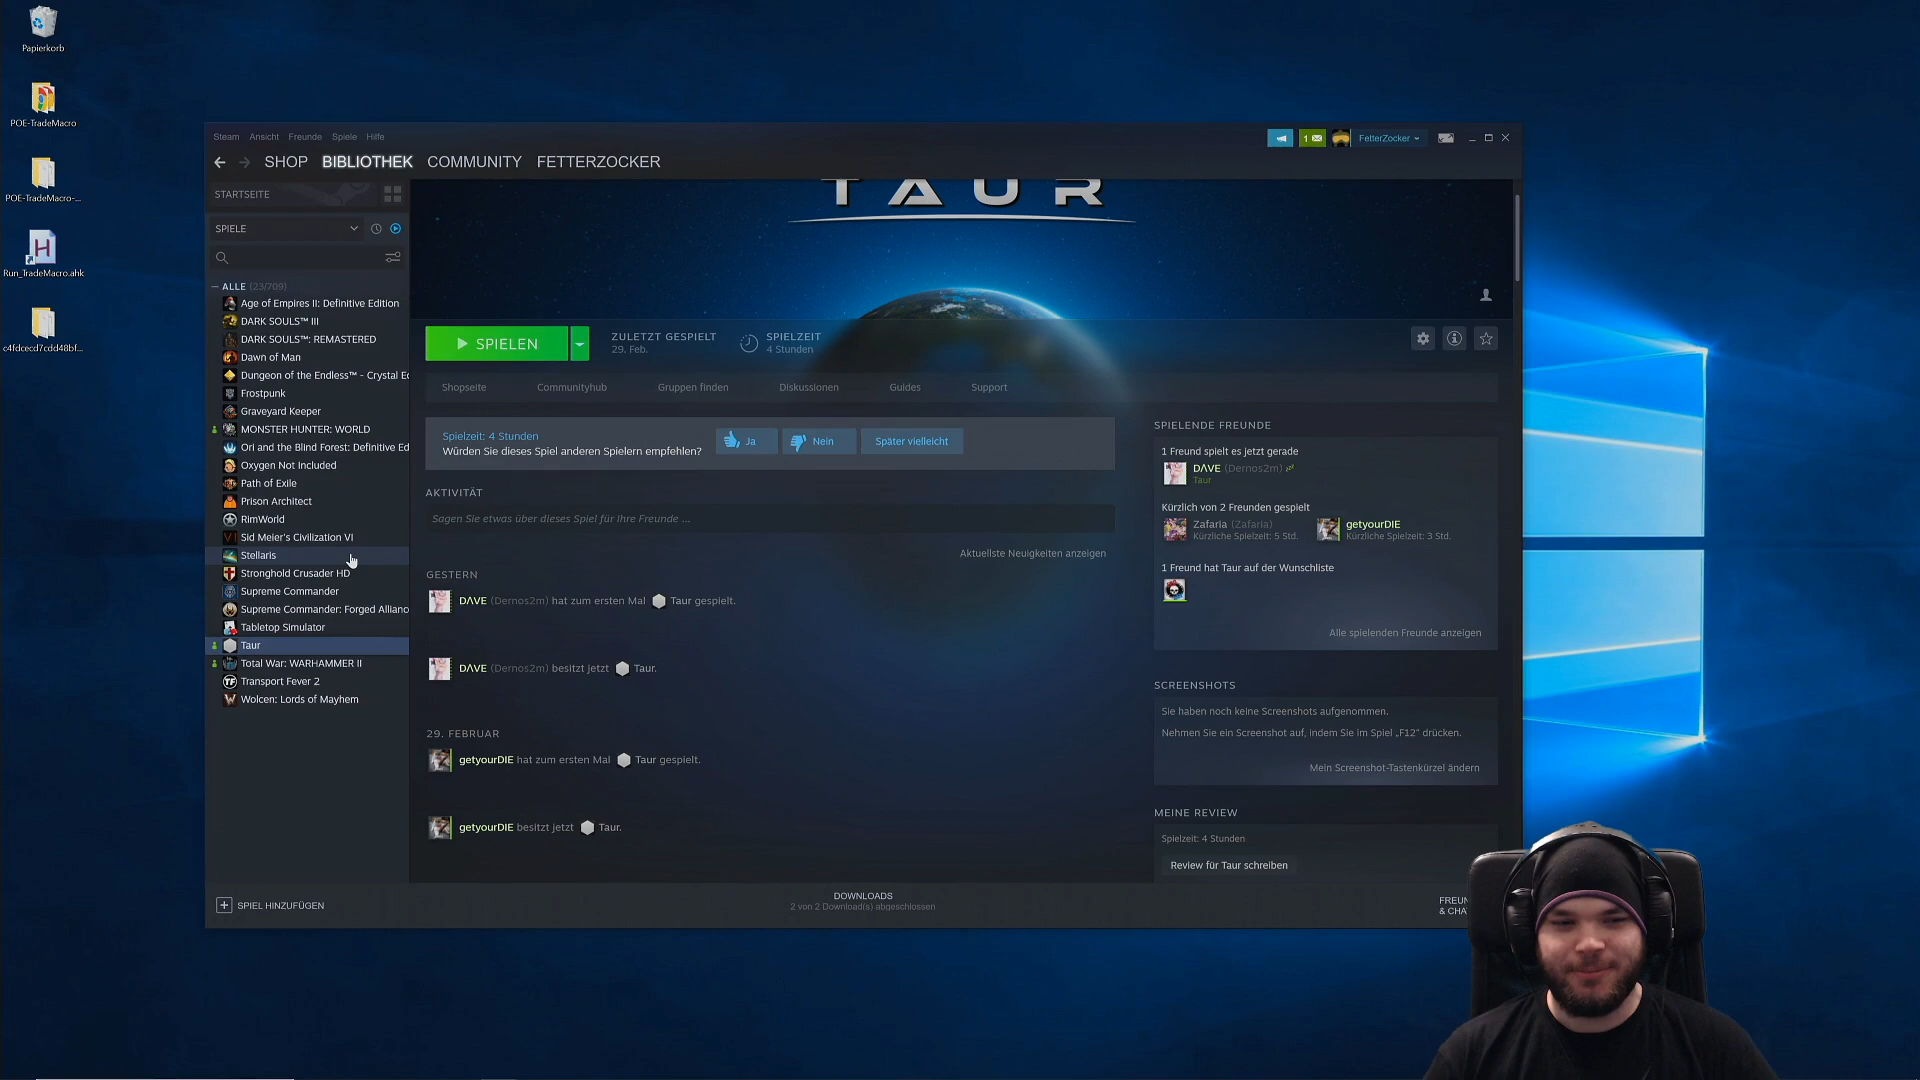 Papierkorb
POE-TradeMacro
POE-TradeMacro-...
Run_TradeMacro.ahk
c4fdcecd7cdd48bf...
Steam Ansicht Freunde Spiele Hilfe
1
FetterZocker
SHOP BIBLIOTHEK COMMUNITY FETTERZOCKER
STARTSEITE
SPIELE
ALLE (23/709)
Age of Empires II: Definitive Edition
DARK SOULS™ III
DARK SOULS™: REMASTERED
Dawn of Man
Dungeon of the Endless™ - Crystal Ed
Frostpunk
Graveyard Keeper
MONSTER HUNTER: WORLD
Ori and the Blind Forest: Definitive Ed
Oxygen Not Included
Path of Exile
Prison Architect
RimWorld
Sid Meier's Civilization VI
Stellaris
Stronghold Crusader HD
Supreme Commander
Supreme Commander: Forged Allianc
Tabletop Simulator
Taur
Total War: WARHAMMER II
Transport Fever 2
Wolcen: Lords of Mayhem
SPIEL HINZUFÜGEN
TAUR
SPIELEN
ZULETZT GESPIELT
29. Feb.
SPIELZEIT
4 Stunden
Shopseite Communityhub Gruppen finden Diskussionen Guides Support
Spielzeit: 4 Stunden
Würden Sie dieses Spiel anderen Spielern empfehlen?
Ja Nein Später vielleicht
AKTIVITÄT
Sagen Sie etwas über dieses Spiel für Ihre Freunde ...
Aktuellste Neuigkeiten anzeigen
GESTERN
DΛVE (Dernos2m) hat zum ersten Mal Taur gespielt.
DΛVE (Dernos2m) besitzt jetzt Taur.
29. FEBRUAR
getyourDIE hat zum ersten Mal Taur gespielt.
getyourDIE besitzt jetzt Taur.
SPIELENDE FREUNDE
1 Freund spielt es jetzt gerade
DΛVE (Dernos2m)
Taur
Kürzlich von 2 Freunden gespielt
Zafaria (Zafaria)
Kürzliche Spielzeit: 5 Std.
getyourDIE
Kürzliche Spielzeit: 3 Std.
1 Freund hat Taur auf der Wunschliste
Alle spielenden Freunde anzeigen
SCREENSHOTS
Sie haben noch keine Screenshots aufgenommen.
Nehmen Sie ein Screenshot auf, indem Sie im Spiel „F12" drücken.
Mein Screenshot-Tastenkürzel ändern
MEINE REVIEW
Spielzeit: 4 Stunden
Review für Taur schreiben
DOWNLOADS
2 von 2 Download(s) abgeschlossen
FREUN
& CHA